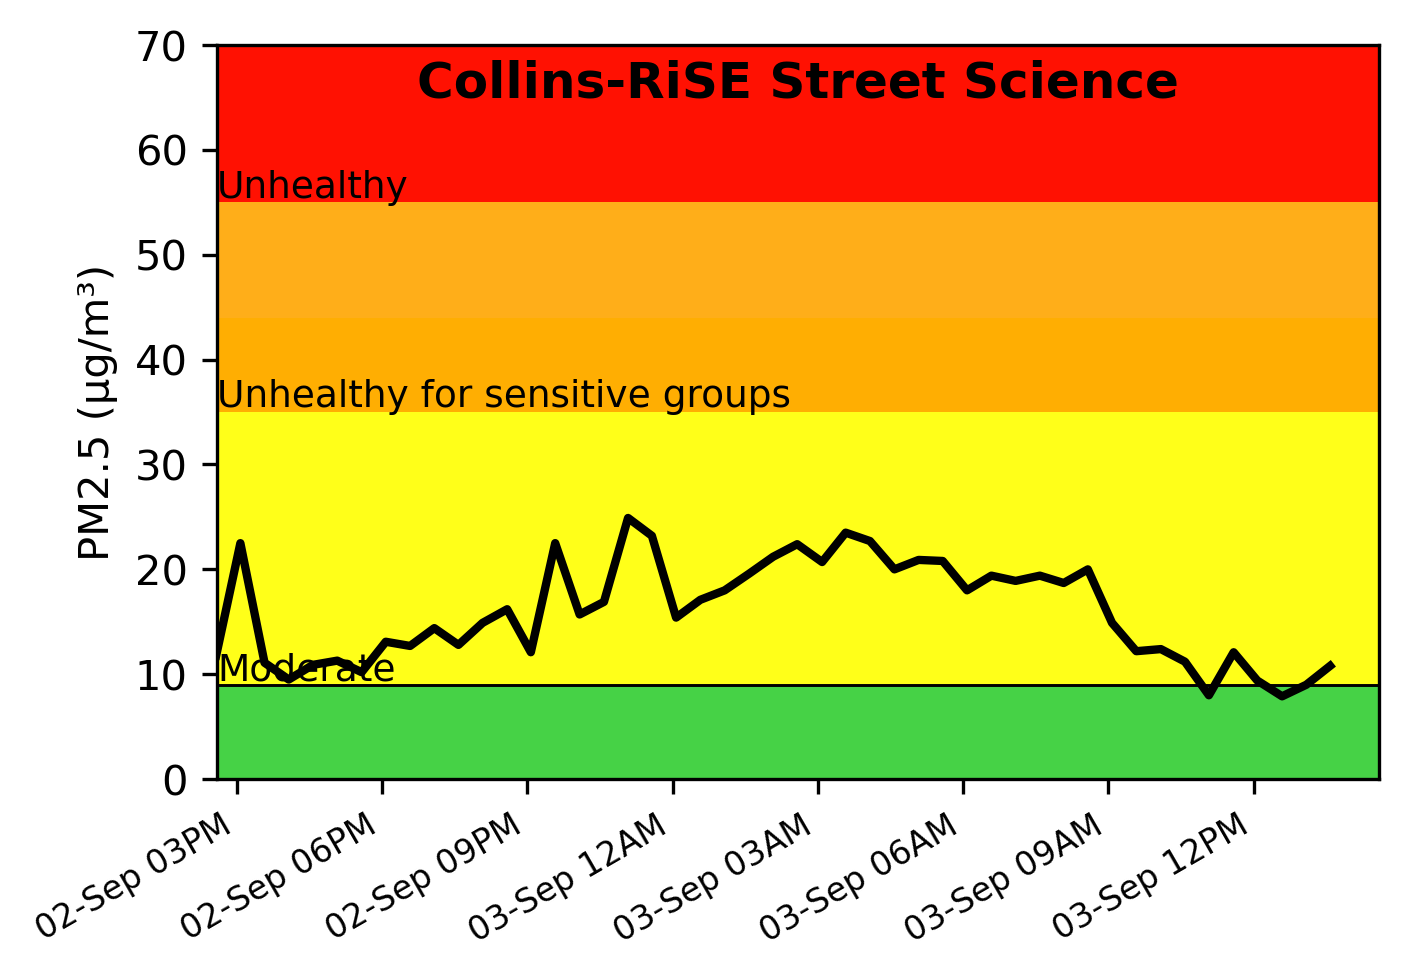 Collins-RiSE Street Science
70
60
Unhealthy
50
PM2.5 (µg/m³)
40
Unhealthy for sensitive groups
30
20
Moderate
10
0
02-Sep 03PM
02-Sep 06PM
02-Sep 09PM
03-Sep 12AM
03-Sep 03AM
03-Sep 06AM
03-Sep 09AM
03-Sep 12PM